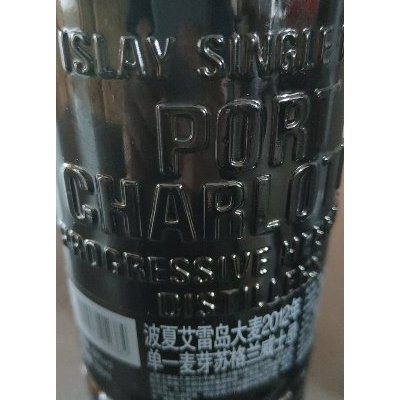 ISLAY SINGLE
PORT
CHARLO
PROGRESSIVE
DISTILLE
波夏艾雷岛大麦2012年
单一麦芽苏格兰威士忌